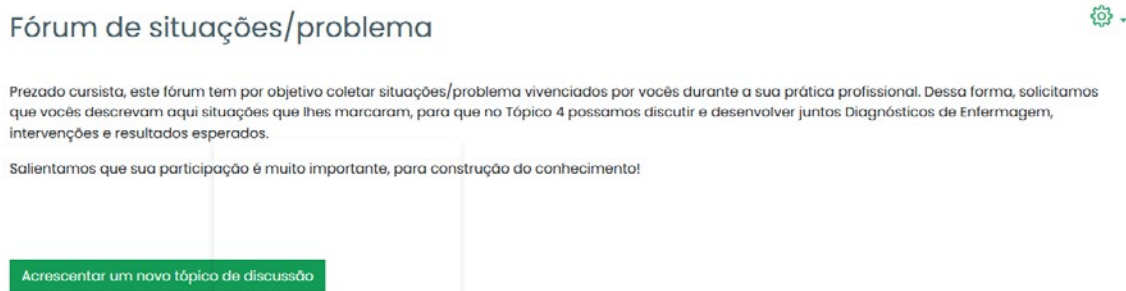 Fórum de situações/problema
Prezado cursista, este fórum tem por objetivo coletar situações/problema vivenciados por vocês durante a sua prática profissional. Dessa forma, solicitamos
que vocês descrevam aqui situações que lhes marcaram, para que no Tópico 4 possamos discutir e desenvolver juntos Diagnósticos de Enfermagem,
intervenções e resultados esperados.
Salientamos que sua participação é muito importante, para construção do conhecimento!
Acrescentar um novo tópico de discussão